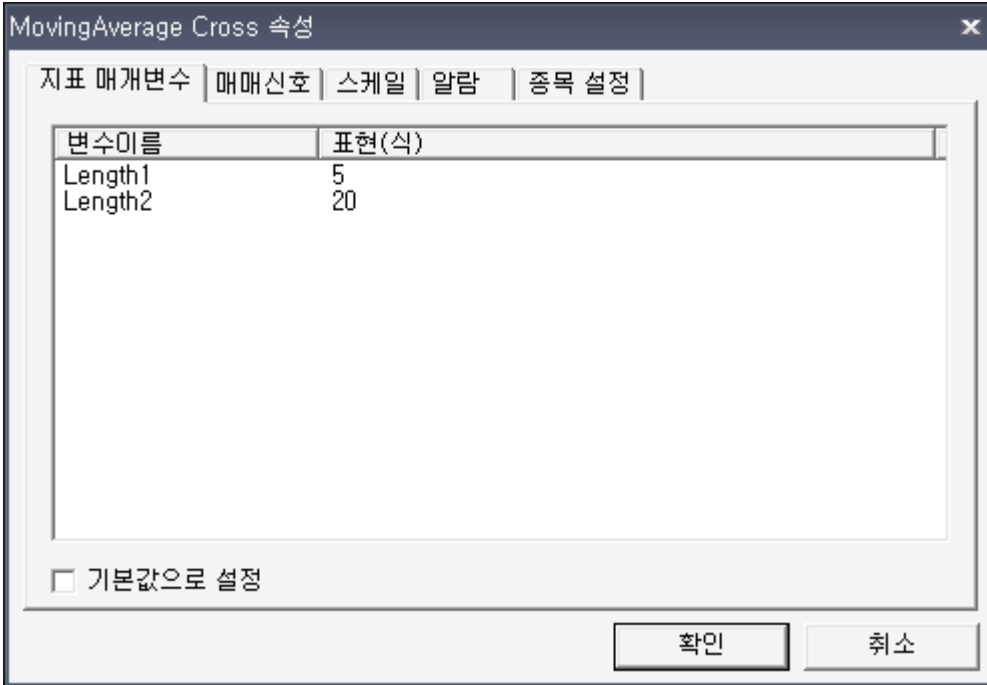 MovingAverage Cross 속성
지표 매개변수 매매신호 스케일 알람 종목 설정
변수이름 표현(식)
Length1 5
Length2 20
기본값으로 설정
확인 취소